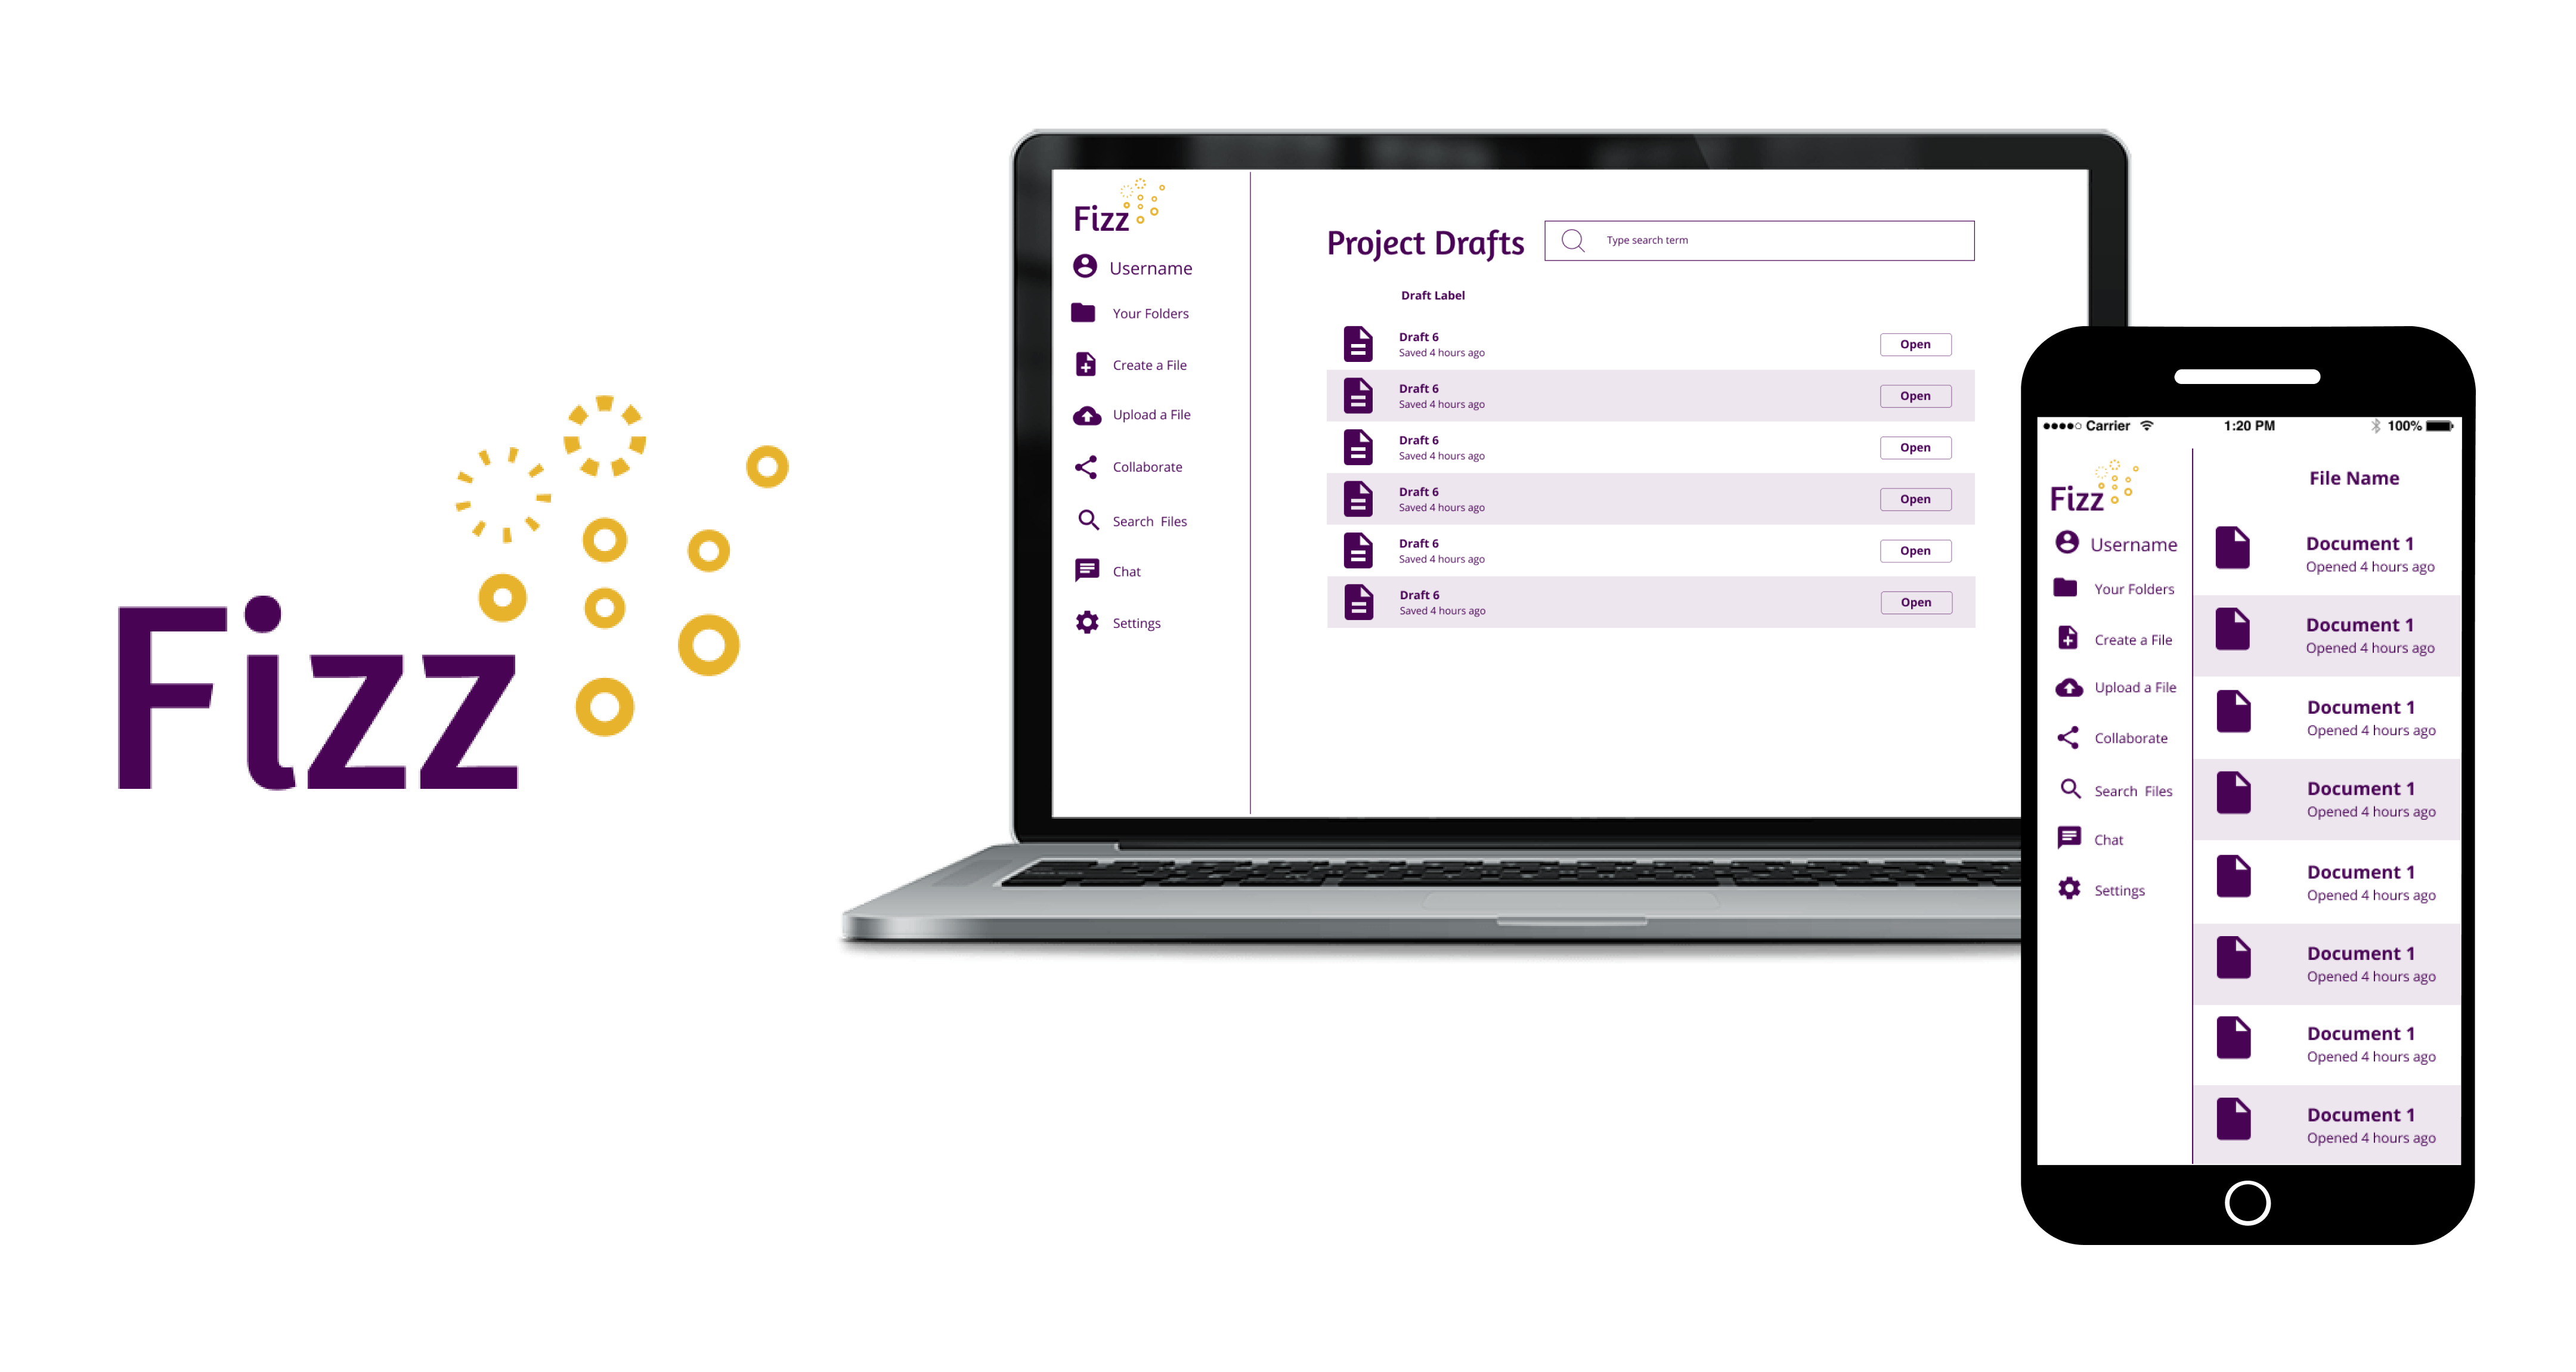 Fizz
Fizz
Username
Your Folders
Create a File
Upload a File
Collaborate
Search Files
Chat
Settings
Project Drafts
Type search term
Draft Label
Draft 6
Saved 4 hours ago
Open
Draft 6
Saved 4 hours ago
Open
Draft 6
Saved 4 hours ago
Open
Draft 6
Saved 4 hours ago
Open
Draft 6
Saved 4 hours ago
Open
Draft 6
Saved 4 hours ago
Open
Carrier 1:20 PM 100%
Fizz
Username
Your Folders
Create a File
Upload a File
Collaborate
Search Files
Chat
Settings
File Name
Document 1
Opened 4 hours ago
Document 1
Opened 4 hours ago
Document 1
Opened 4 hours ago
Document 1
Opened 4 hours ago
Document 1
Opened 4 hours ago
Document 1
Opened 4 hours ago
Document 1
Opened 4 hours ago
Document 1
Opened 4 hours ago